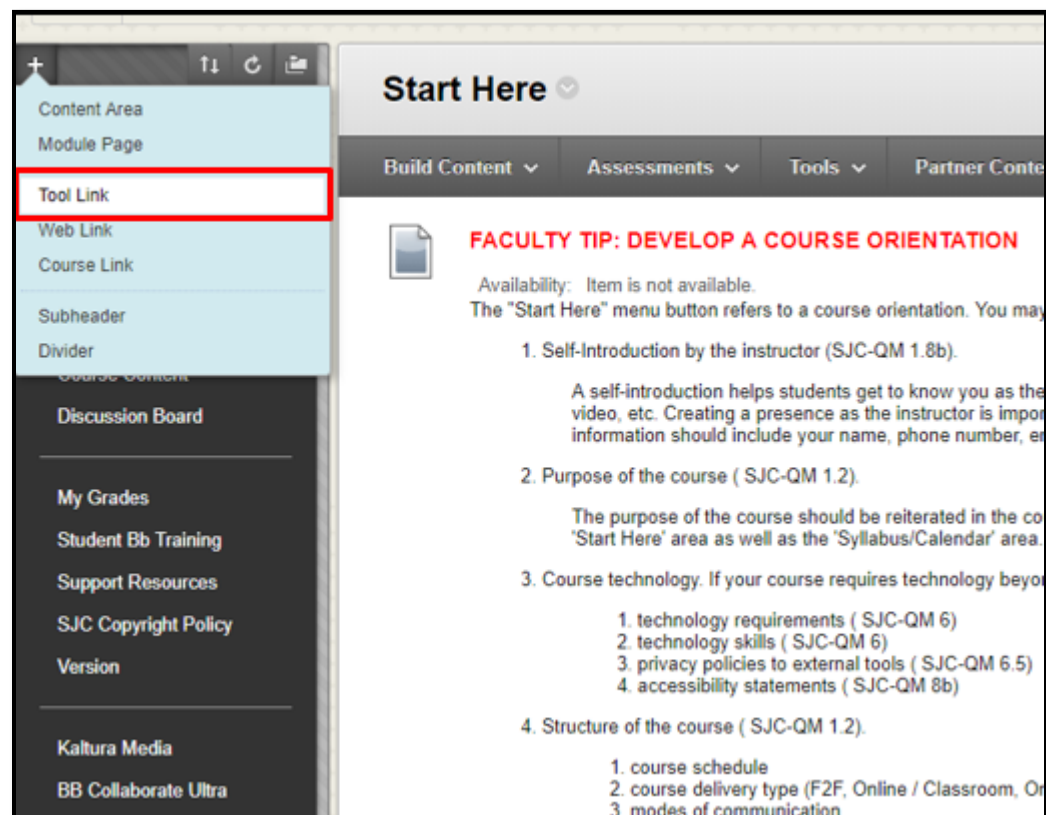 Content Area
Module Page
Tool Link
Web Link
Course Link
Subheader
Divider
Course Content
Discussion Board
My Grades
Student Bb Training
Support Resources
SJC Copyright Policy
Version
Kaltura Media
BB Collaborate Ultra
Start Here
Build Content Assessments Tools Partner Conte
FACULTY TIP: DEVELOP A COURSE ORIENTATION
Availability: Item is not available.
The "Start Here" menu button refers to a course orientation. You may
1. Self-Introduction by the instructor (SJC-QM 1.8b).
A self-introduction helps students get to know you as the
video, etc. Creating a presence as the instructor is impor
information should include your name, phone number, er
2. Purpose of the course ( SJC-QM 1.2).
The purpose of the course should be reiterated in the co
'Start Here' area as well as the 'Syllabus/Calendar' area.
3. Course technology. If your course requires technology beyo
1. technology requirements ( SJC-QM 6)
2. technology skills ( SJC-QM 6)
3. privacy policies to external tools ( SJC-QM 6.5)
4. accessibility statements ( SJC-QM 8b)
4. Structure of the course ( SJC-QM 1.2).
1. course schedule
2. course delivery type (F2F, Online / Classroom, Or
3. modes of communication